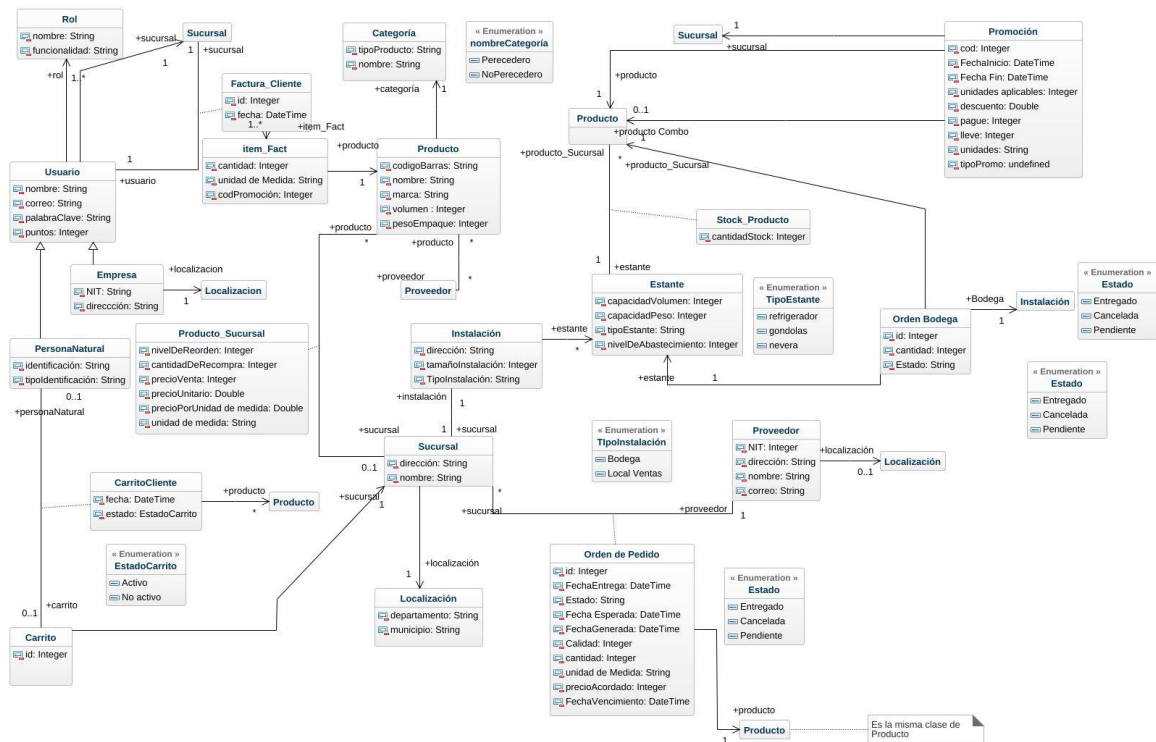 Rol
nombre: String
funcionalidad: String
+rol
1..*
+sucursal
1
Sucursal
1
+sucursal
Factura_Cliente
id: Integer
fecha: DateTime
1..*
+item_Fact
item_Fact
cantidad: Integer
unidad de Medida: String
codPromoción: Integer
+producto
1
1
+usuario
Usuario
nombre: String
correo: String
palabraClave: String
puntos: Integer
Categoría
tipoProducto: String
nombre: String
+categoría
1
« Enumeration »
nombreCategoría
Perecedero
NoPerecedero
Producto
codigoBarras: String
nombre: String
marca: String
volumen : Integer
pesoEmpaque: Integer
+producto
*
+producto
*
+proveedor
*
Proveedor
Sucursal
1
+sucursal
Promoción
cod: Integer
FechaInicio: DateTime
Fecha Fin: DateTime
unidades aplicables: Integer
descuento: Double
pague: Integer
lleve: Integer
unidades: String
tipoPromo: undefined
+producto
1
0..1
Producto
+producto Combo
1
+producto_Sucursal
*
+producto_Sucursal
Stock_Producto
cantidadStock: Integer
1
+estante
Empresa
NIT: String
direccción: String
+localizacion
1
Localizacion
Estante
capacidadVolumen: Integer
capacidadPeso: Integer
tipoEstante: String
nivelDeAbastecimiento: Integer
« Enumeration »
TipoEstante
refrigerador
gondolas
nevera
Orden Bodega
id: Integer
cantidad: Integer
Estado: String
+Bodega
1
Instalación
« Enumeration »
Estado
Entregado
Cancelada
Pendiente
+estante
1
« Enumeration »
Estado
Entregado
Cancelada
Pendiente
PersonaNatural
identificación: String
tipoIdentificación: String
0..1
+personaNatural
Producto_Sucursal
nivelDeReorden: Integer
cantidadDeRecompra: Integer
precioVenta: Integer
precioUnitario: Double
precioPorUnidad de medida: Double
unidad de medida: String
Instalación
dirección: String
tamañoInstalación: Integer
TipoInstalación: String
+estante
*
+instalación
1
1
+sucursal
+sucursal
0..1
Sucursal
dirección: String
nombre: String
« Enumeration »
TIpoInstalación
Bodega
Local Ventas
Proveedor
NIT: Integer
dirección: String
nombre: String
correo: String
+localización
0..1
Localización
*
+sucursal
+proveedor
1
CarritoCliente
fecha: DateTime
estado: EstadoCarrito
+producto
*
Producto
+sucursal
1
« Enumeration »
EstadoCarrito
Activo
No activo
+carrito
0..1
Carrito
id: Integer
+localización
1
Localización
departamento: String
municipio: String
Orden de Pedido
id: Integer
FechaEntrega: DateTime
Estado: String
Fecha Esperada: DateTime
FechaGenerada: DateTime
Calidad: Integer
cantidad: Integer
unidad de Medida: String
precioAcordado: Integer
FechaVencimiento: DateTime
« Enumeration »
Estado
Entregado
Cancelada
Pendiente
+producto
1
Producto
Es la misma clase de
Producto